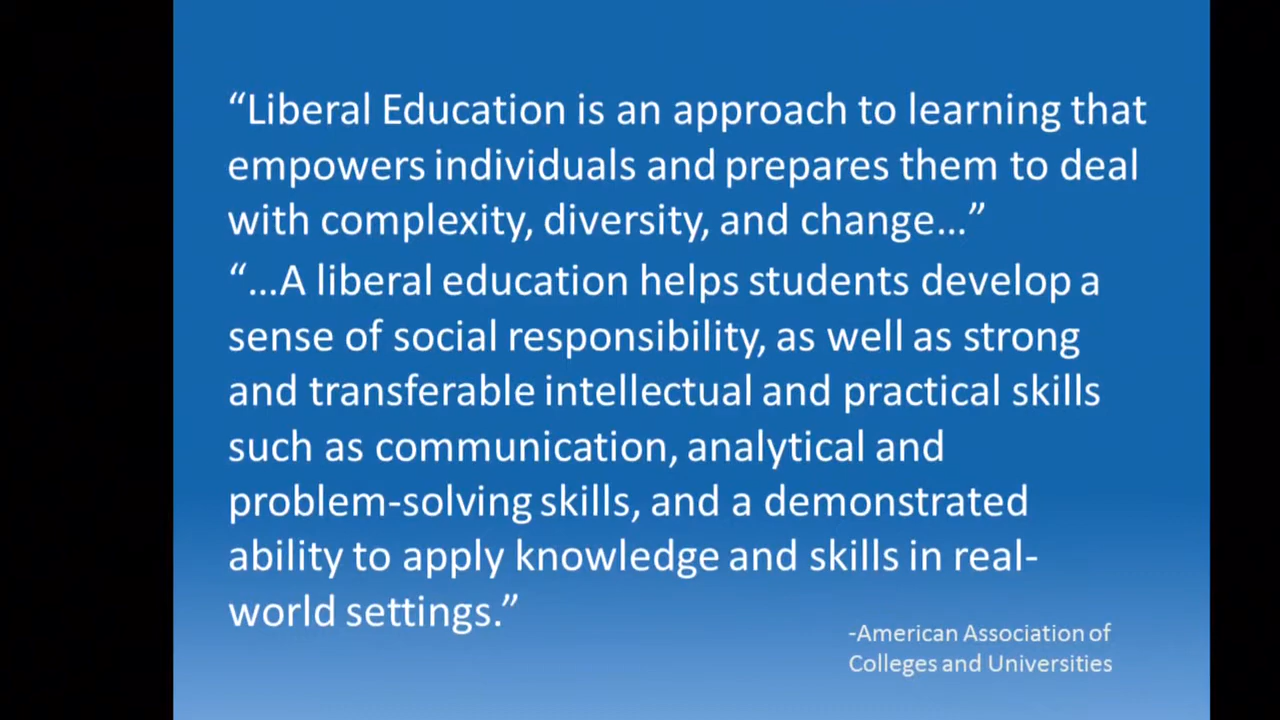 “Liberal Education is an approach to learning that
empowers individuals and prepares them to deal
with complexity, diversity, and change...”
“...A liberal education helps students develop a
sense of social responsibility, as well as strong
and transferable intellectual and practical skills
such as communication, analytical and
problem-solving skills, and a demonstrated
ability to apply knowledge and skills in real-
world settings.”
-American Association of
Colleges and Universities